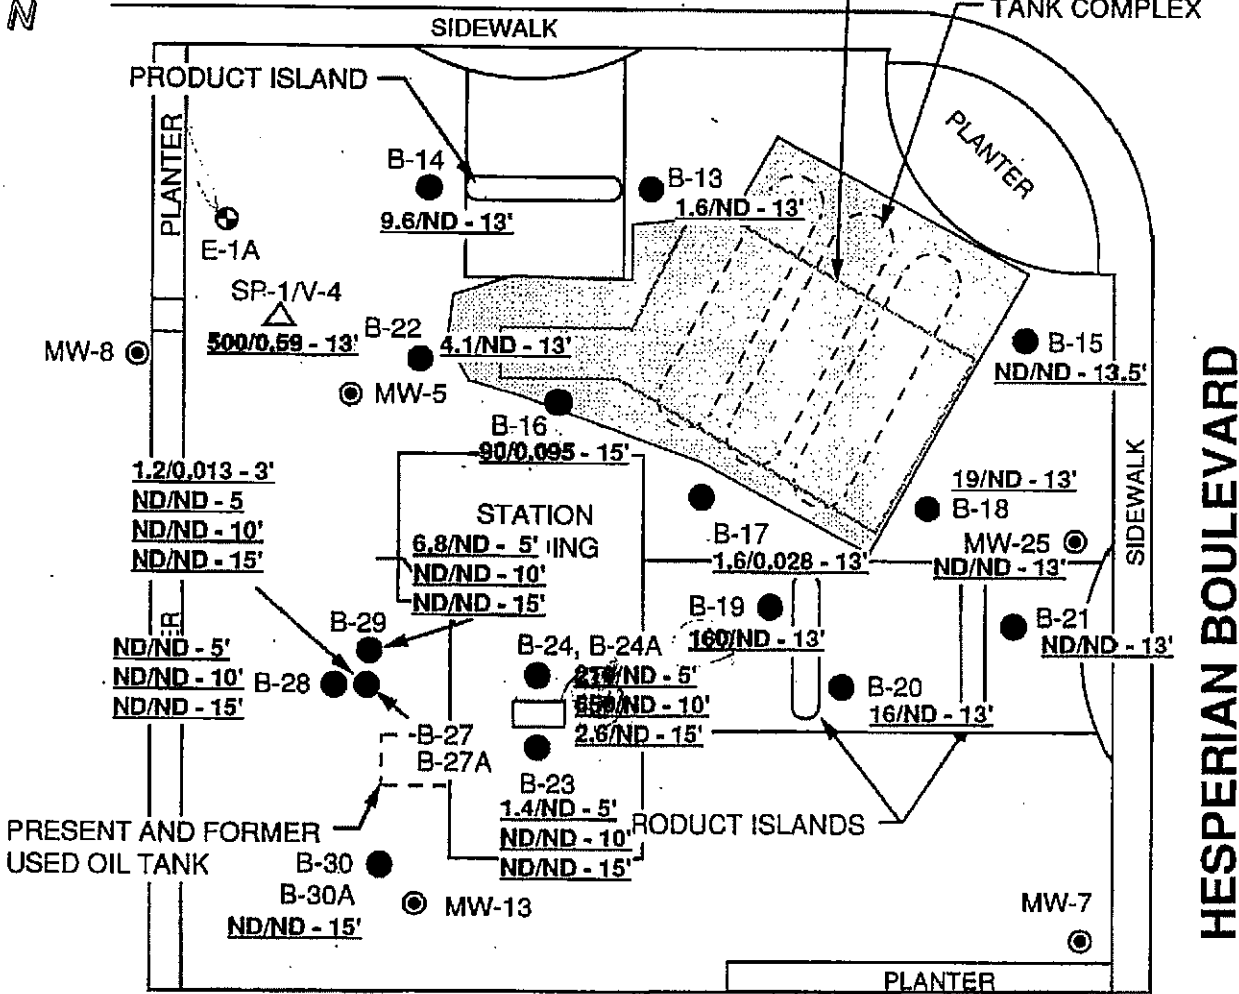 N
SIDEWALK
TANK COMPLEX
PRODUCT ISLAND
PLANTER
PLANTER
B-14
9.6/ND - 13'
B-13
1.6/ND - 13'
E-1A
SP-1/V-4
500/0.59 - 13'
MW-8
B-22
4.1/ND - 13'
MW-5
B-15
ND/ND - 13.5'
B-16
90/0.095 - 15'
1.2/0.013 - 3'
ND/ND - 5
ND/ND - 10'
ND/ND - 15'
STATION
ING
6.8/ND - 5'
ND/ND - 10'
ND/ND - 15'
B-17
1.6/0.028 - 13'
19/ND - 13'
B-18
MW-25
ND/ND - 13'
SIDEWALK
HESPERIAN BOULEVARD
B-29
B-19
160/ND - 13'
B-21
ND/ND - 13'
R
ND/ND - 5'
ND/ND - 10'
ND/ND - 15'
B-28
B-24, B-24A
/ND - 5'
/ND - 10'
2.6/ND - 15'
B-20
16/ND - 13'
B-27
B-27A
B-23
1.4/ND - 5'
ND/ND - 10'
ND/ND - 15'
RODUCT ISLANDS
PRESENT AND FORMER
USED OIL TANK
B-30
B-30A
ND/ND - 15'
MW-13
MW-7
PLANTER